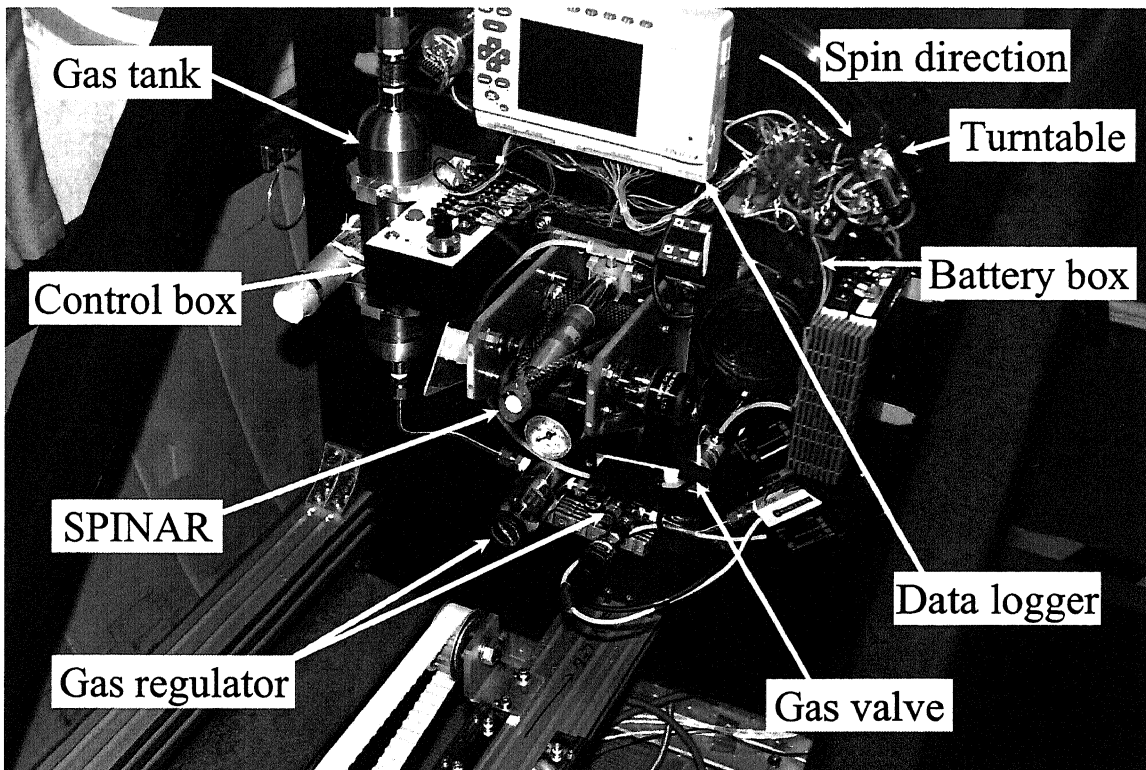 Spin direction
Gas tank
Turntable
Control box
Battery box
SPINAR
Data logger
Gas regulator
Gas valve